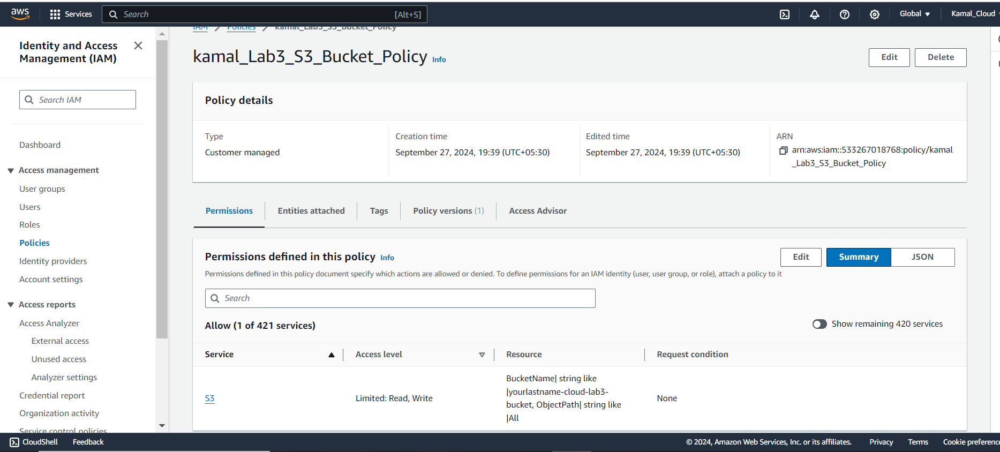 aws
Services
Search
[Alt+S]
Global
Kamal_Cloud
Identity and Access
Management (IAM)
Search IAM
Dashboard
Access management
User groups
Users
Roles
Policies
Identity providers
Account settings
Access reports
Access Analyzer
External access
Unused access
Analyzer settings
Credential report
Organization activity
Service control policies
IAM / Policies / kamal_Lab3_S3_Bucket_Policy
kamal_Lab3_S3_Bucket_Policy Info
Edit
Delete
Policy details
Type
Customer managed
Creation time
September 27, 2024, 19:39 (UTC+05:30)
Edited time
September 27, 2024, 19:39 (UTC+05:30)
ARN
arn:aws:iam::533267018768:policy/kamal
_Lab3_S3_Bucket_Policy
Permissions
Entities attached
Tags
Policy versions (1)
Access Advisor
Permissions defined in this policy Info
Edit
Summary
JSON
Permissions defined in this policy document specify which actions are allowed or denied. To define permissions for an IAM identity (user, user group, or role), attach a policy to it
Search
Allow (1 of 421 services)
Show remaining 420 services
Service
Access level
Resource
Request condition
S3
Limited: Read, Write
BucketName| string like
|yourlastname-cloud-lab3-
bucket, ObjectPath| string like
|All
None
CloudShell
Feedback
© 2024, Amazon Web Services, Inc. or its affiliates.
Privacy
Terms
Cookie preference